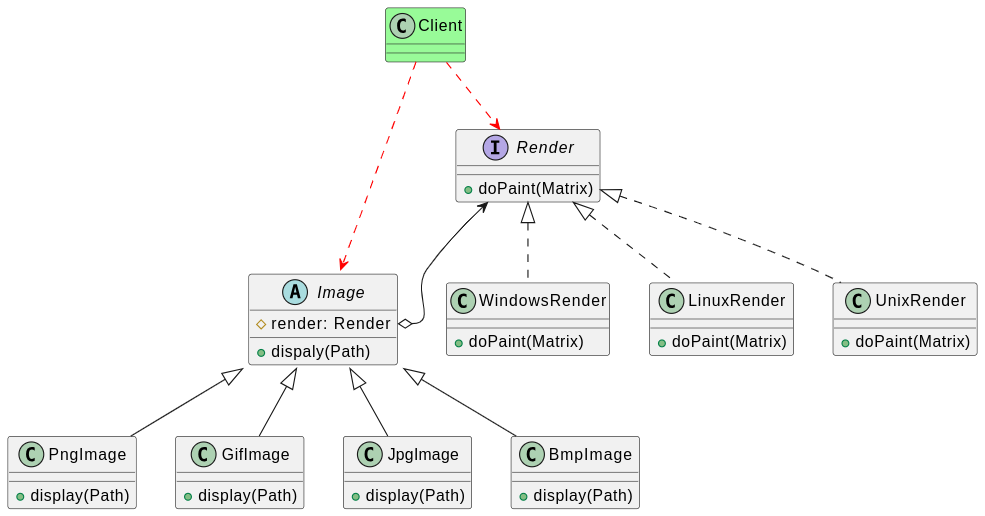 C Client
I Render
doPaint(Matrix)
A Image
render: Render
dispaly(Path)
C WindowsRender
doPaint(Matrix)
C LinuxRender
doPaint(Matrix)
C UnixRender
doPaint(Matrix)
C PngImage
display(Path)
C GifImage
display(Path)
C JpgImage
display(Path)
C BmpImage
display(Path)